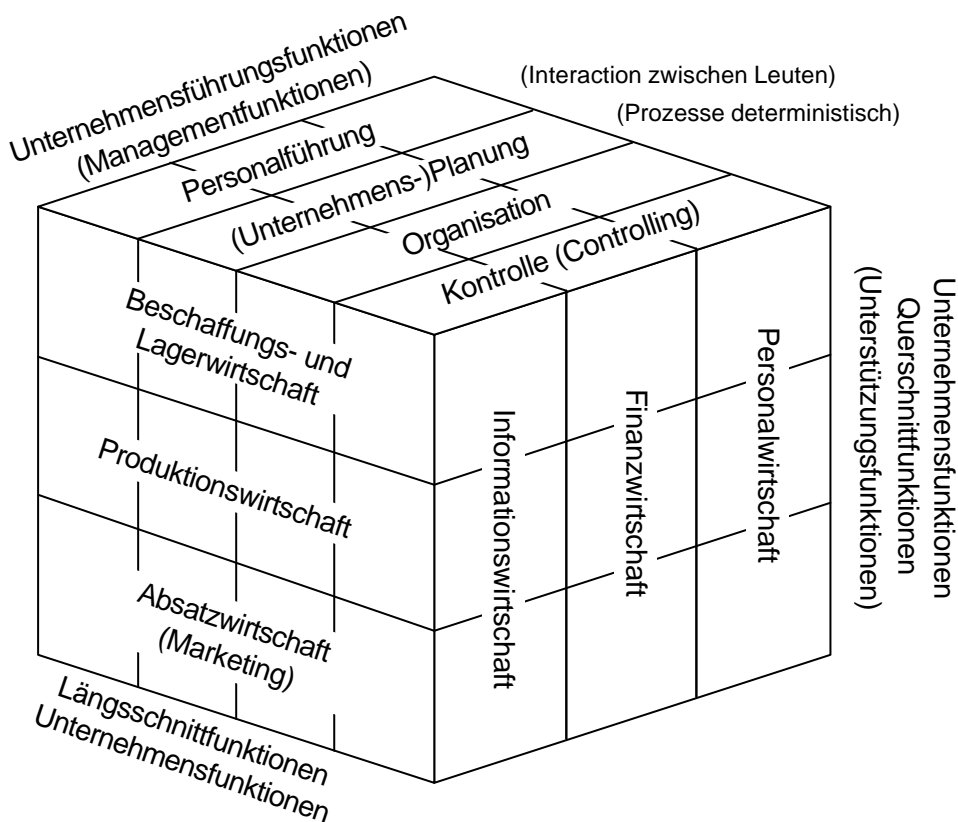 Unternehmensführungsfunktionen
(Managementfunktionen)
(Interaction zwischen Leuten)
(Prozesse deterministisch)
Personalführung
(Unternehmens-)Planung
Organisation
Kontrolle (Controlling)
Beschaffungs- und
Lagerwirtschaft
Produktionswirtschaft
Absatzwirtschaft
(Marketing)
Informationswirtschaft
Finanzwirtschaft
Personalwirtschaft
Unternehmensfunktionen
Querschnittfunktionen
(Unterstützungsfunktionen)
Längsschnittfunktionen
Unternehmensfunktionen